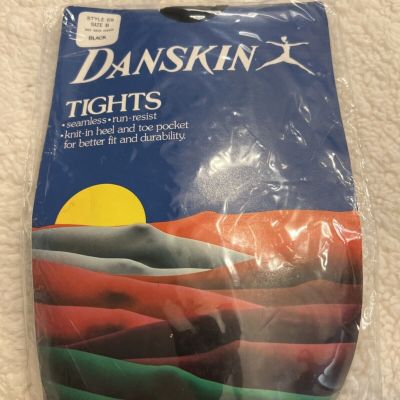 STYLE 69
SIZE B
BLACK
DANSKIN
TIGHTS
• seamless • run-resist
• knit-in heel and toe pocket
for better fit and durability.